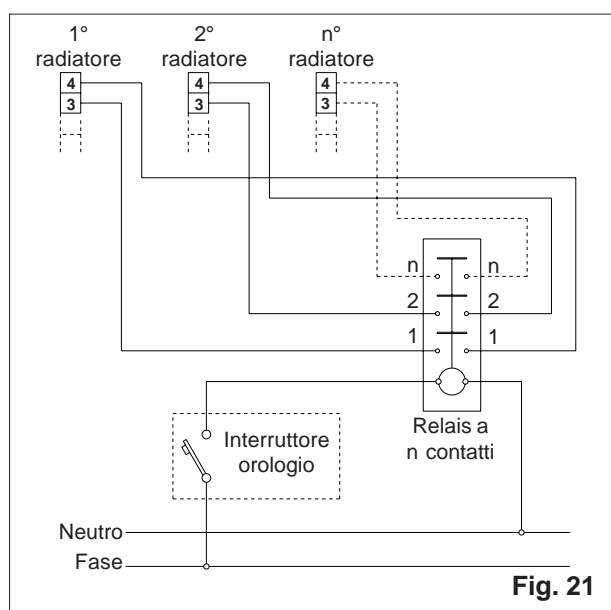 1° 2° n°
radiatore radiatore radiatore
4 4 4
3 3 3
n n
2 2
1 1
Relais a
n contatti
Interruttore
orologio
Neutro
Fase
Fig. 21